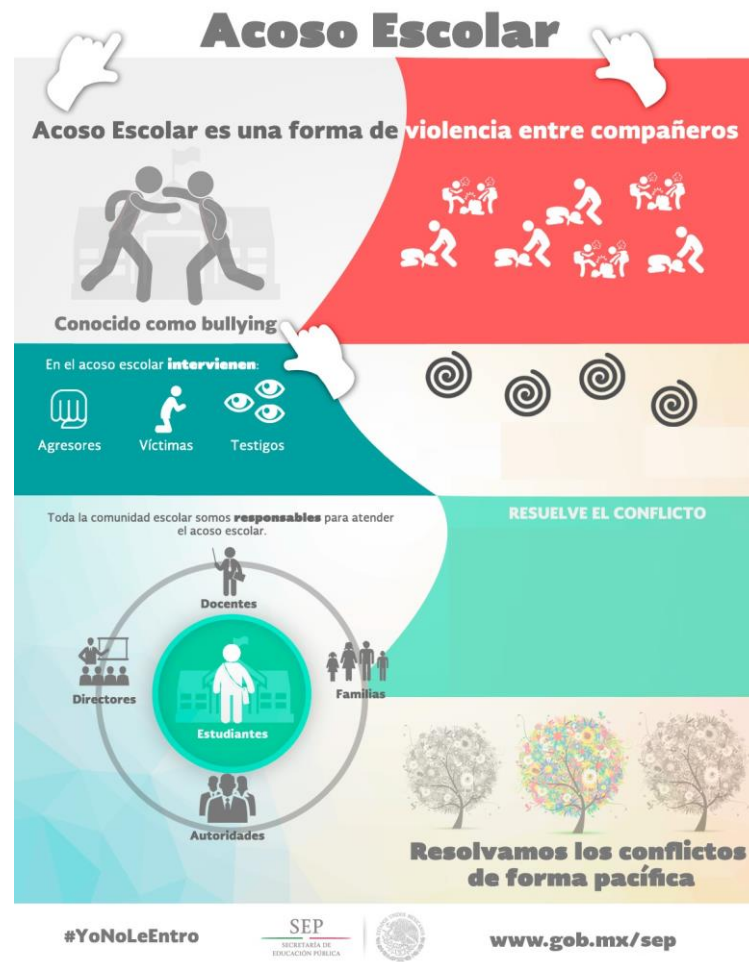 Acoso Escolar
Acoso Escolar es una forma de violencia entre compañeros
Conocido como bullying
En el acoso escolar intervienen:
Agresores
Víctimas
Testigos
Toda la comunidad escolar somos responsables para atender
el acoso escolar.
Docentes
Directores
Familias
Estudiantes
Autoridades
RESUELVE EL CONFLICTO
Resolvamos los conflictos
de forma pacífica
#YoNoLeEntro
SEP
SECRETARÍA DE
EDUCACIÓN PÚBLICA
www.gob.mx/sep